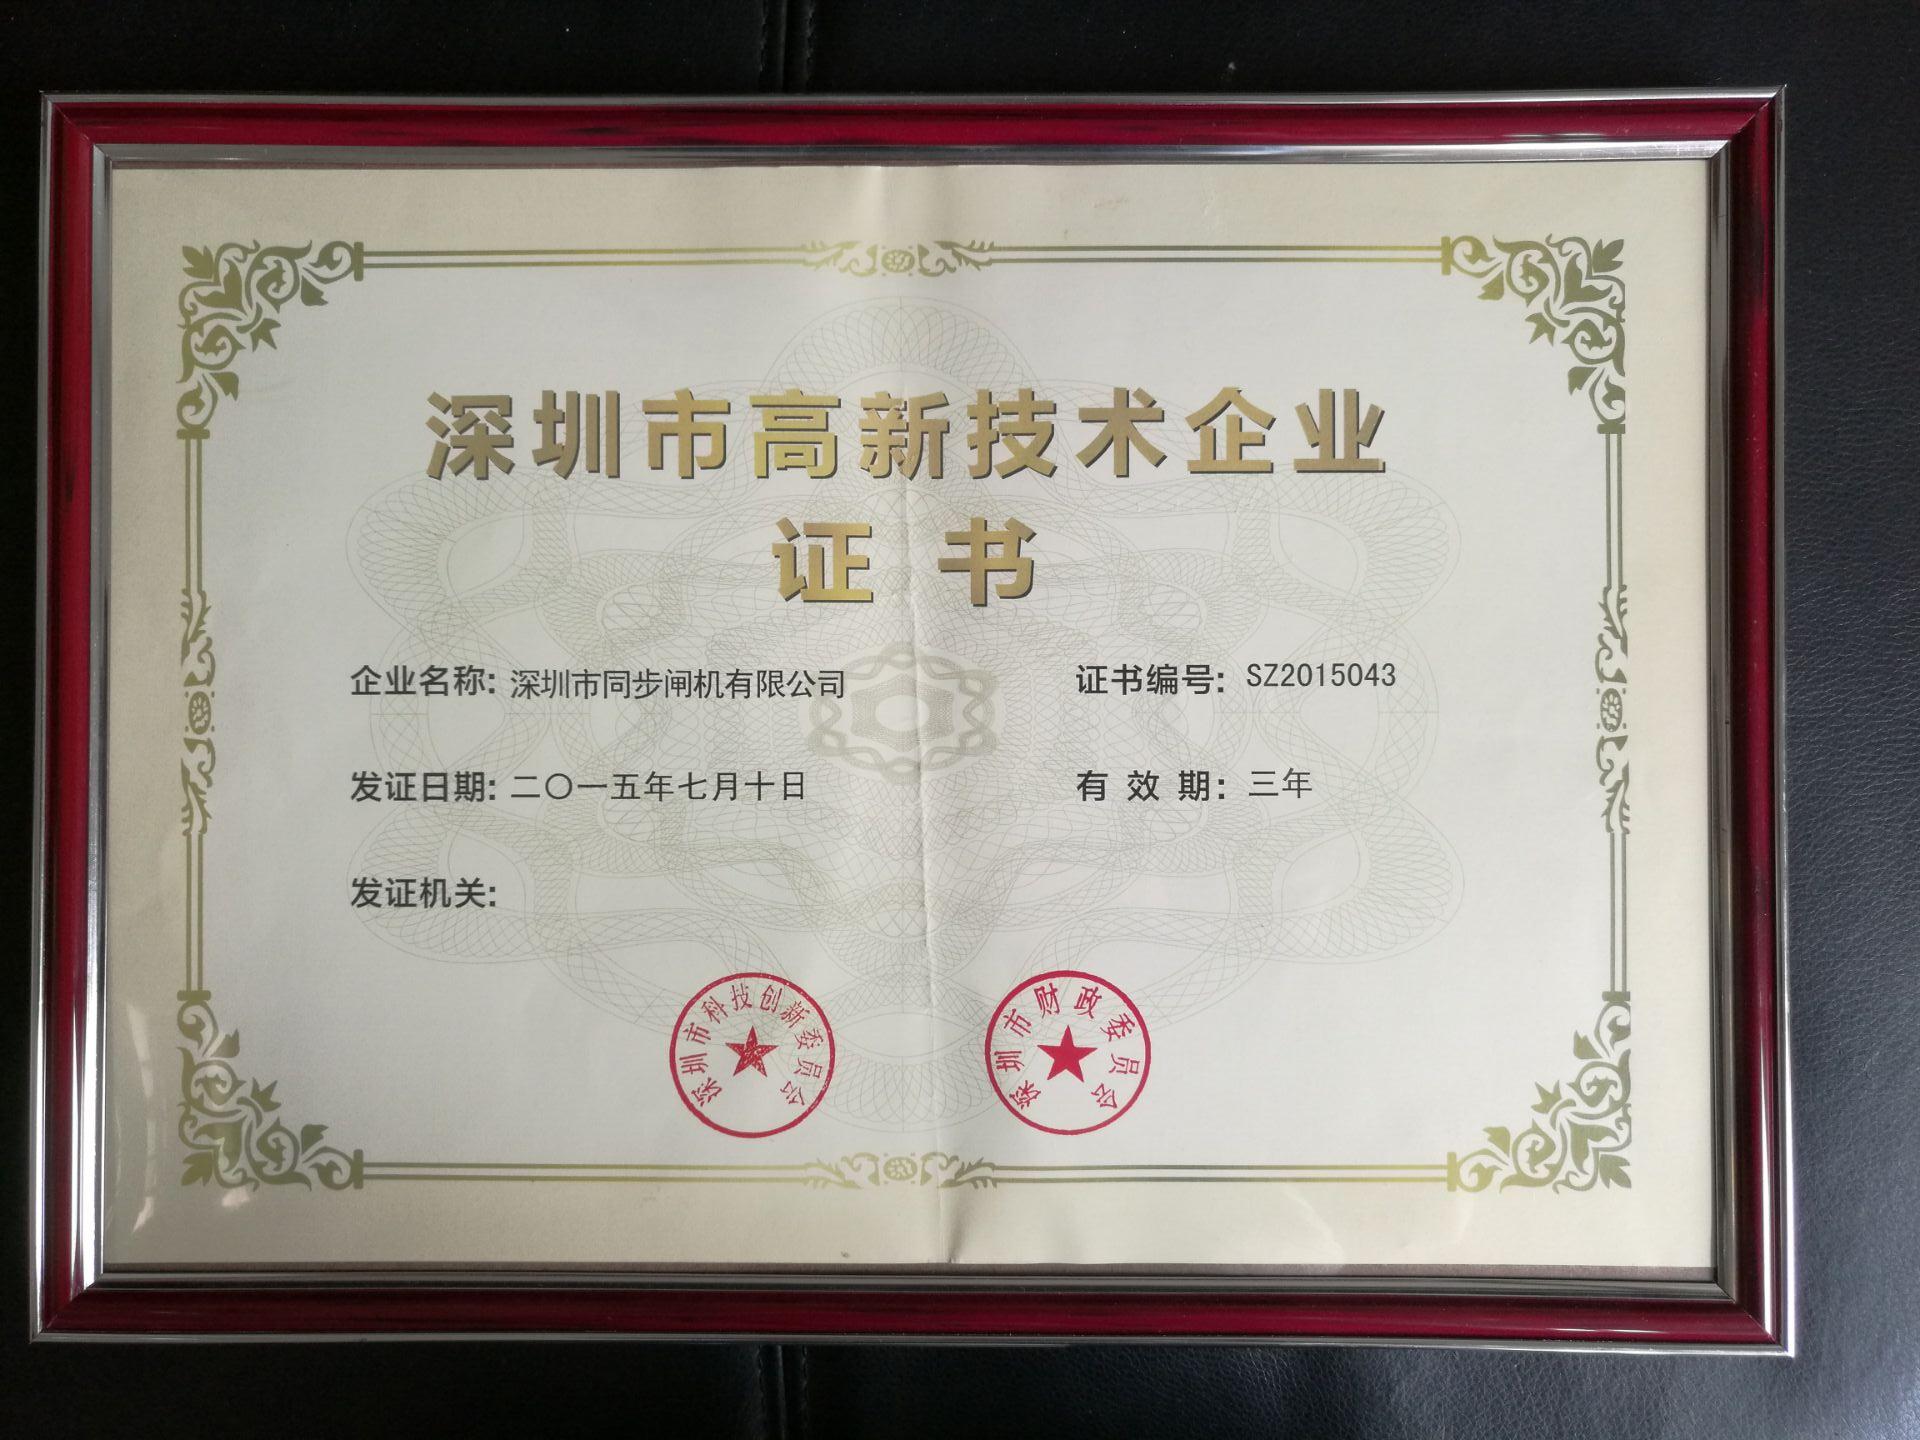 深圳市高新技术企业
证书
企业名称: 深圳市同步闸机有限公司
证书编号: SZ2015043
发证日期: 二〇一五年七月十日
有效期: 三年
发证机关:
深圳市科技创新委员会
深圳市财政委员会